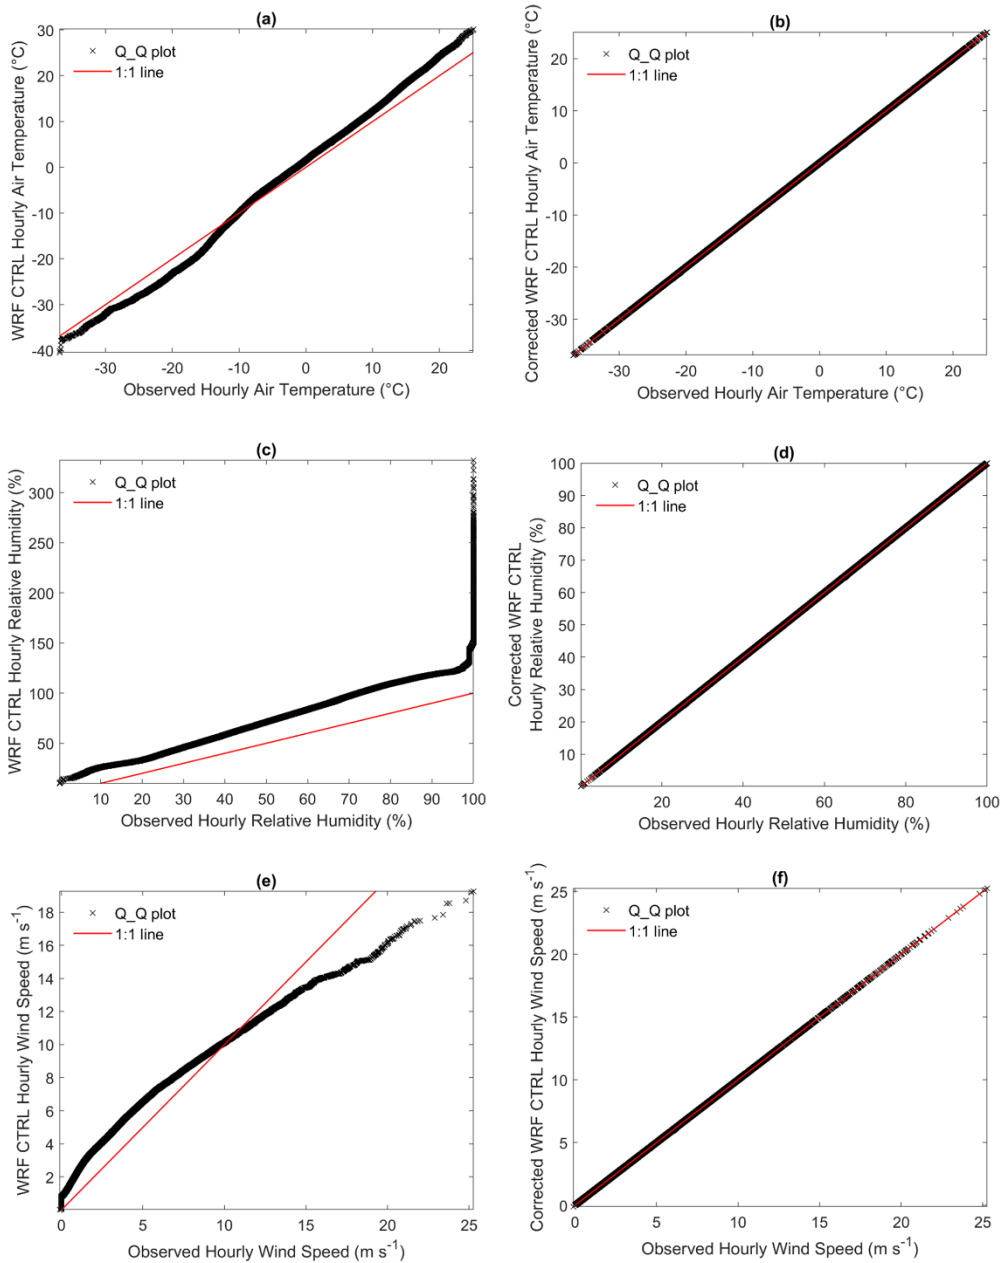 (a)
WRF CTRL Hourly Air Temperature (°C)
30
20
10
0
-10
-20
-30
-40
Q_Q plot
1:1 line
-30
-20
-10
0
10
20
Observed Hourly Air Temperature (°C)
(b)
Corrected WRF CTRL Hourly Air Temperature (°C)
20
10
0
-10
-20
-30
Q_Q plot
1:1 line
-30
-20
-10
0
10
20
Observed Hourly Air Temperature (°C)
(c)
WRF CTRL Hourly Relative Humidity (%)
300
250
200
150
100
50
Q_Q plot
1:1 line
10
20
30
40
50
60
70
80
90
100
Observed Hourly Relative Humidity (%)
(d)
Corrected WRF CTRL
Hourly Relative Humidity (%)
100
90
80
70
60
50
40
30
20
10
Q_Q plot
1:1 line
20
40
60
80
100
Observed Hourly Relative Humidity (%)
(e)
WRF CTRL Hourly Wind Speed (m s⁻¹)
18
16
14
12
10
8
6
4
2
Q_Q plot
1:1 line
0
5
10
15
20
25
Observed Hourly Wind Speed (m s⁻¹)
(f)
Corrected WRF CTRL Hourly Wind Speed (m s⁻¹)
25
20
15
10
5
0
Q_Q plot
1:1 line
0
5
10
15
20
25
Observed Hourly Wind Speed (m s⁻¹)